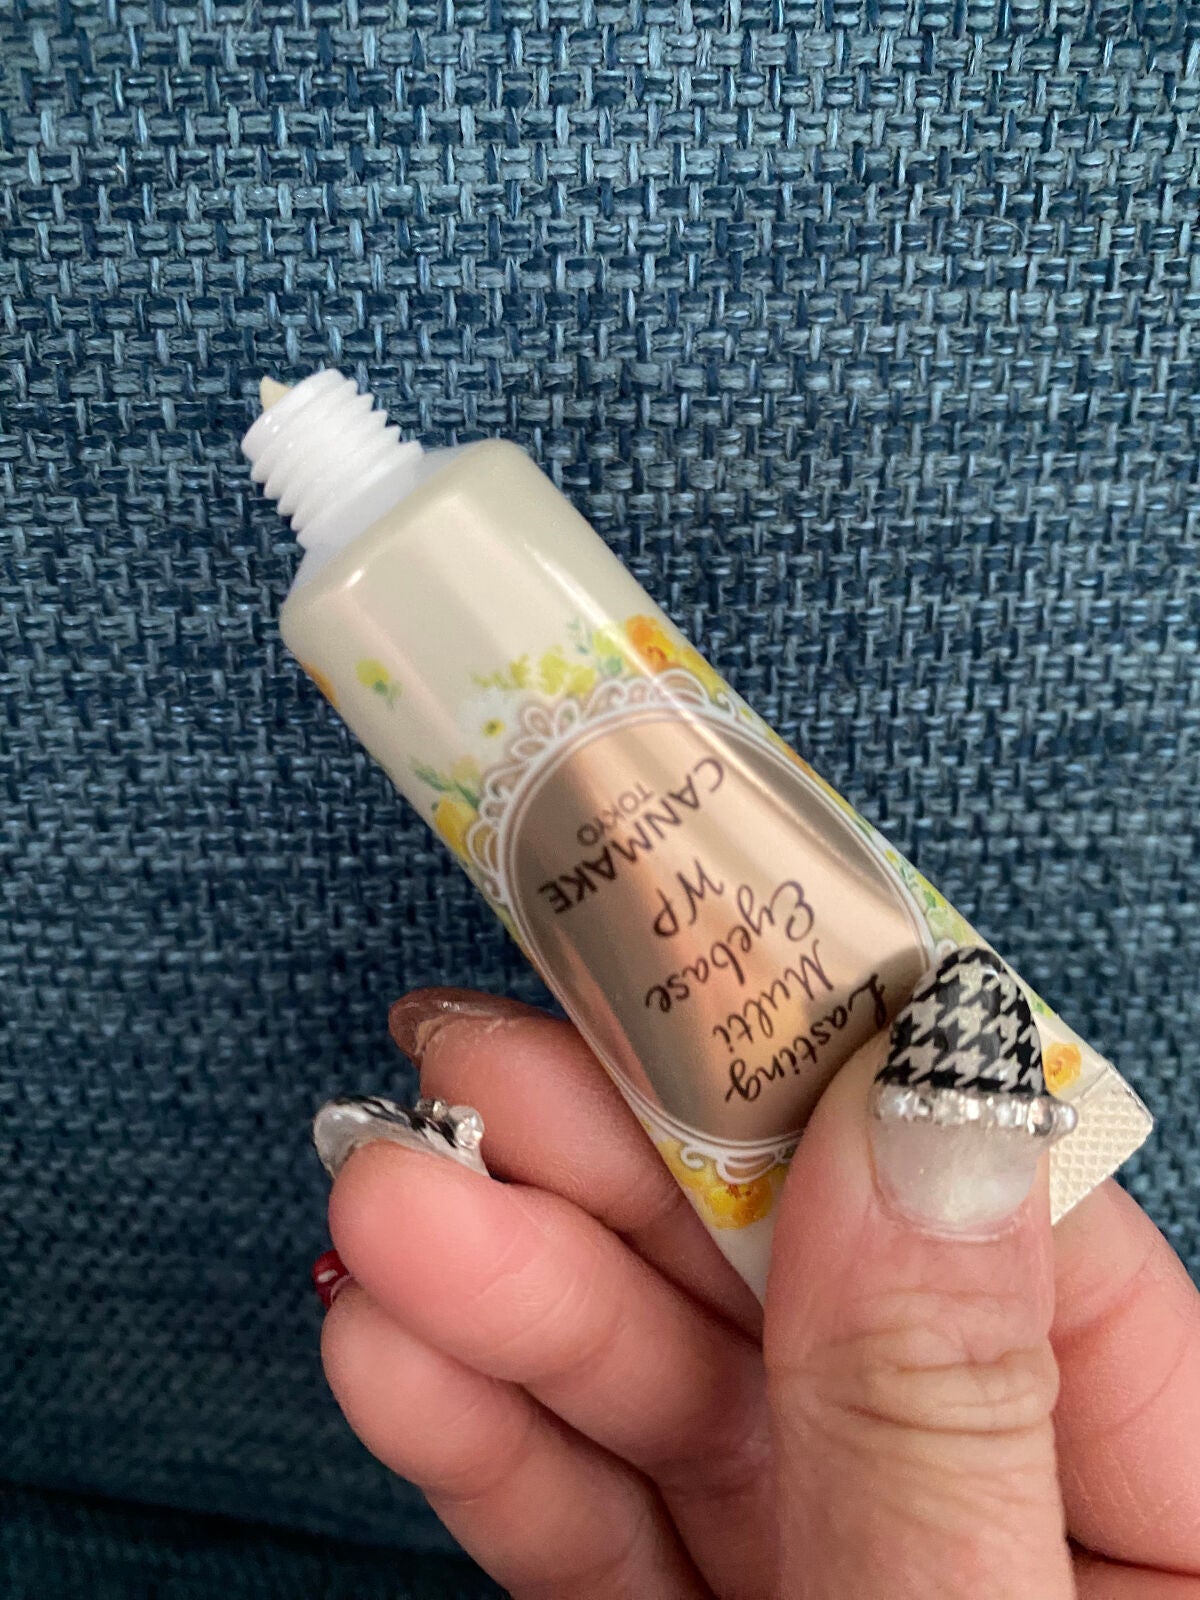 Lasting
Multi
Eyebase
WP
CANMAKE
TOKYO